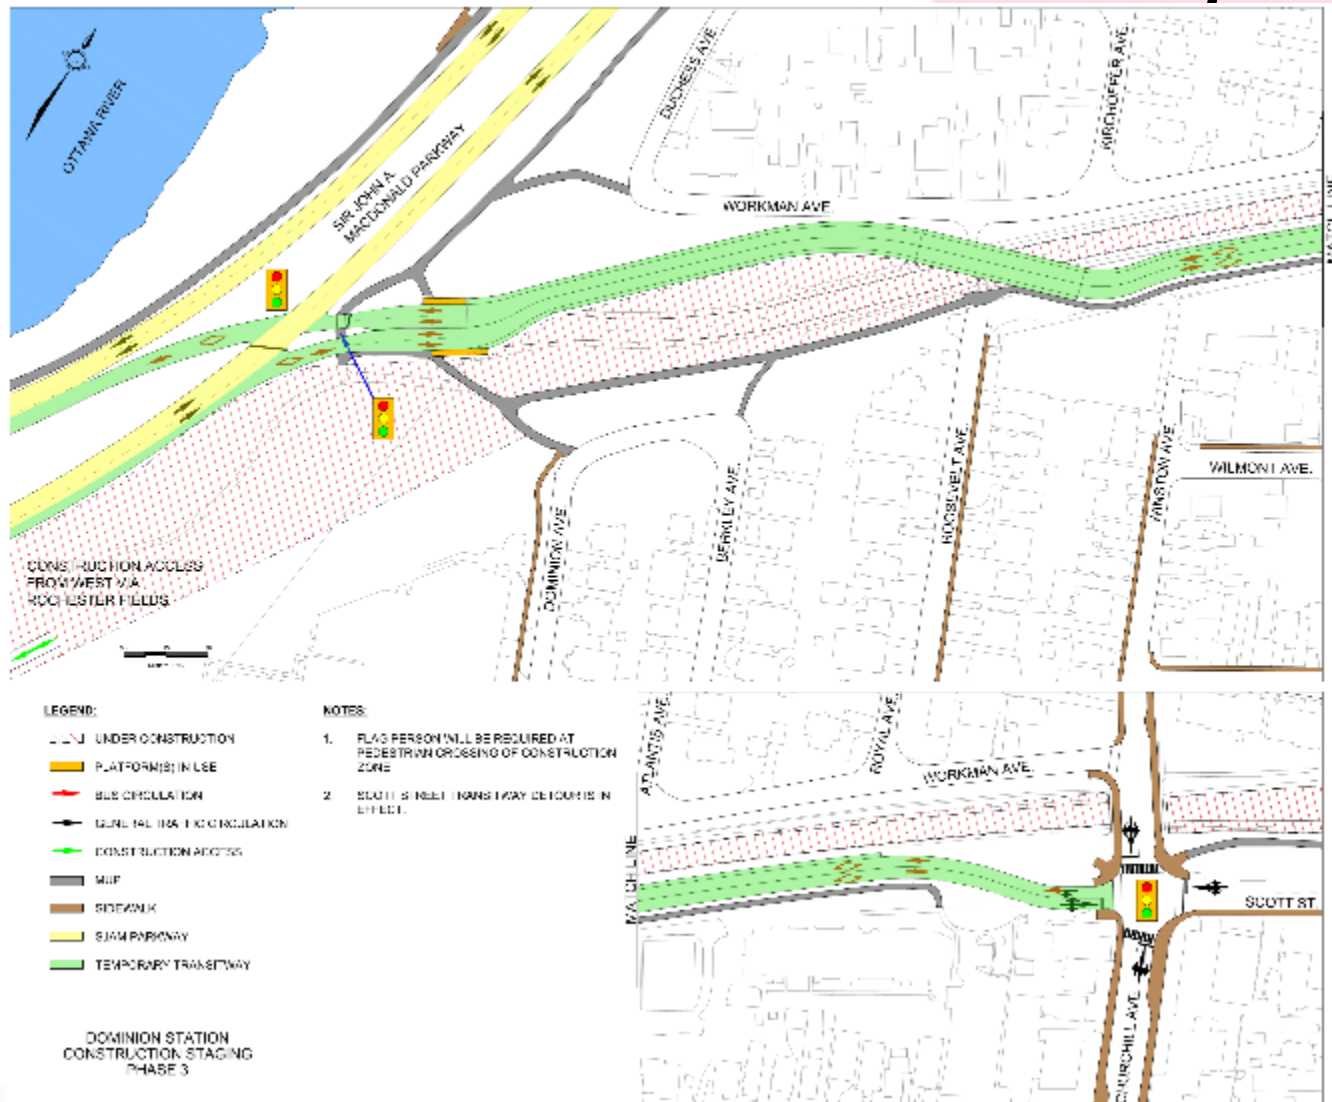 OTTAWA RIVER
SIR JOHN A.
MACDONALD PARKWAY
DUCHESS AVE.
KIRCHOFFER AVE.
WORKMAN AVE.
MATCH LINE
DOMINION AVE.
BERKLEY AVE.
ROOSEVELT AVE.
WINSTON AVE.
WILMONT AVE.
CONSTRUCTION ACCESS
FROM WEST VIA
ROCHESTER FIELDS
LEGEND:
UNDER CONSTRUCTION
PLATFORM(S) IN USE
BUS CIRCULATION
GENERAL TRAFFIC CIRCULATION
CONSTRUCTION ACCESS
MUP
SIDEWALK
SJAM PARKWAY
TEMPORARY TRANSITWAY
NOTES:
1. FLAG PERSON WILL BE REQUIRED AT
PEDESTRIAN CROSSING OF CONSTRUCTION
ZONE
2. SCOTT STREET TRANSITWAY DETOUR IS IN
EFFECT.
DOMINION STATION
CONSTRUCTION STAGING
PHASE 3
ATLANTIS AVE.
ROYAL AVE.
WORKMAN AVE.
MATCH LINE
SCOTT ST.
CHURCHILL AVE.